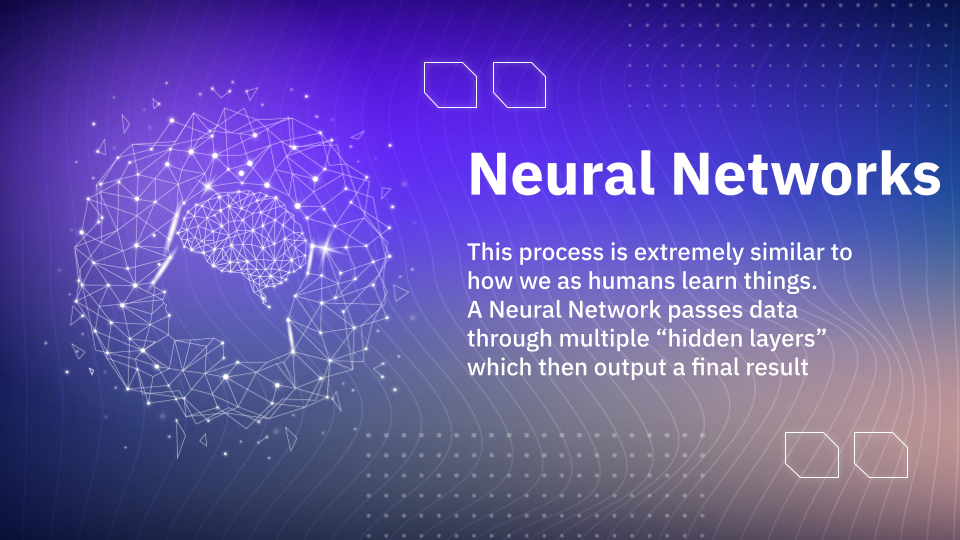 Neural Networks
This process is extremely similar to
how we as humans learn things.
A Neural Network passes data
through multiple “hidden layers”
which then output a final result